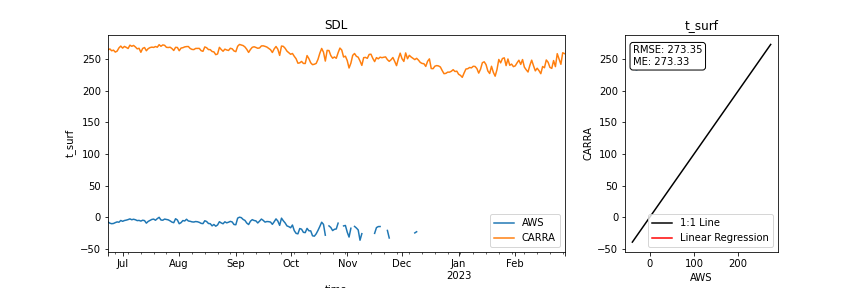 SDL
t_surf
250
200
150
100
50
0
−50
t_surf
AWS
CARRA
Jul
Aug
Sep
Oct
Nov
Dec
Jan
2023
Feb
time
RMSE: 273.35
ME: 273.33
250
200
150
100
50
0
−50
CARRA
1:1 Line
Linear Regression
0
100
200
AWS